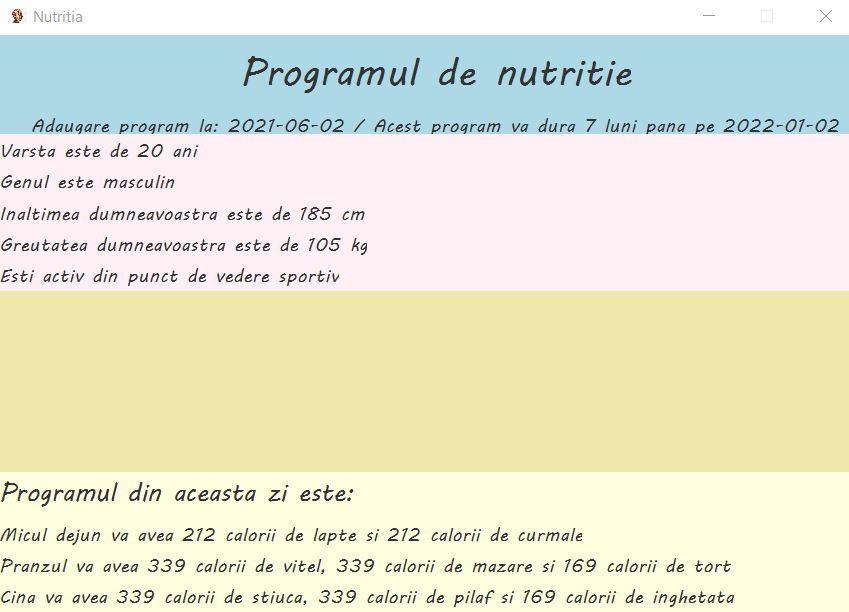 Nutritia
Programul de nutritie
Adaugare program la: 2021-06-02 / Acest program va dura 7 luni pana pe 2022-01-02
Varsta este de 20 ani
Genul este masculin
Inaltimea dumneavoastra este de 185 cm
Greutatea dumneavoastra este de 105 kg
Esti activ din punct de vedere sportiv
Programul din aceasta zi este:
Micul dejun va avea 212 calorii de lapte si 212 calorii de curmale
Pranzul va avea 339 calorii de vitel, 339 calorii de mazare si 169 calorii de tort
Cina va avea 339 calorii de stiuca, 339 calorii de pilaf si 169 calorii de inghetata